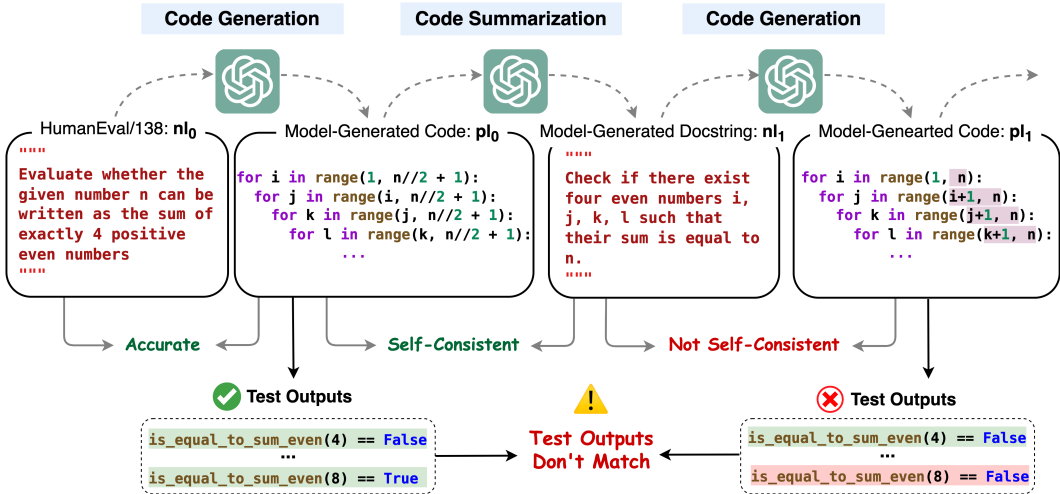 Code Generation
Code Summarization
Code Generation
HumanEval/138: nl0
"""
Evaluate whether the
given number n can be
written as the sum of
exactly 4 positive
even numbers
"""
Model-Generated Code: pl0
for i in range(1, n//2 + 1):
for j in range(i, n//2 + 1):
for k in range(j, n//2 + 1):
for l in range(k, n//2 + 1):
...
Model-Generated Docstring: nl1
"""
Check if there exist
four even numbers i,
j, k, l such that
their sum is equal to
n.
"""
Model-Genearted Code: pl1
for i in range(1, n):
for j in range(i+1, n):
for k in range(j+1, n):
for l in range(k+1, n):
...
Accurate
Self-Consistent
Not Self-Consistent
Test Outputs
is_equal_to_sum_even(4) == False
...
is_equal_to_sum_even(8) == True
Test Outputs
Don't Match
Test Outputs
is_equal_to_sum_even(4) == False
...
is_equal_to_sum_even(8) == False